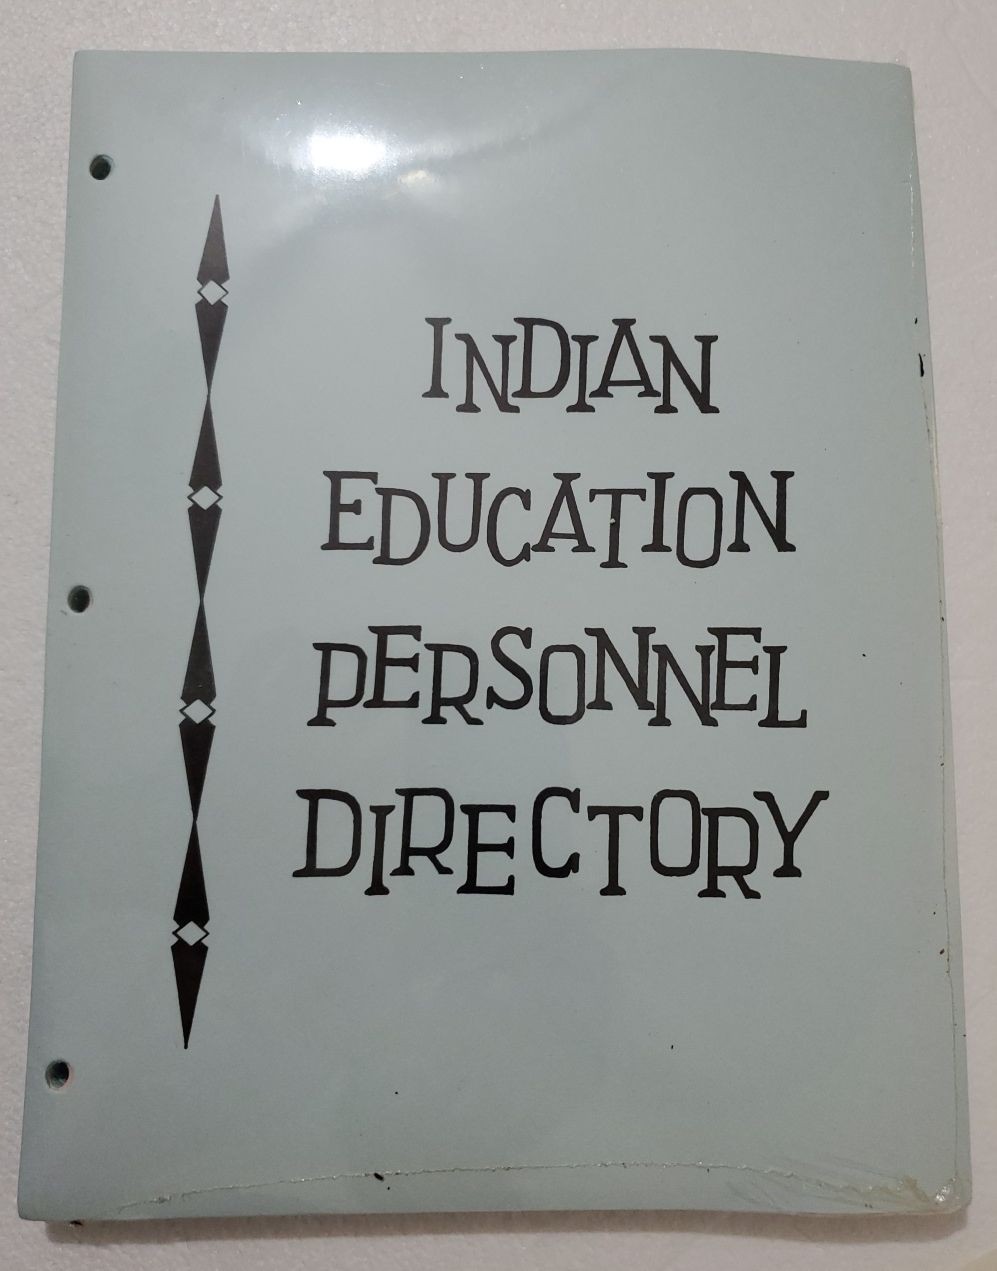 INDIAN
EDUCATION
PERSONNEL
DIRECTORY